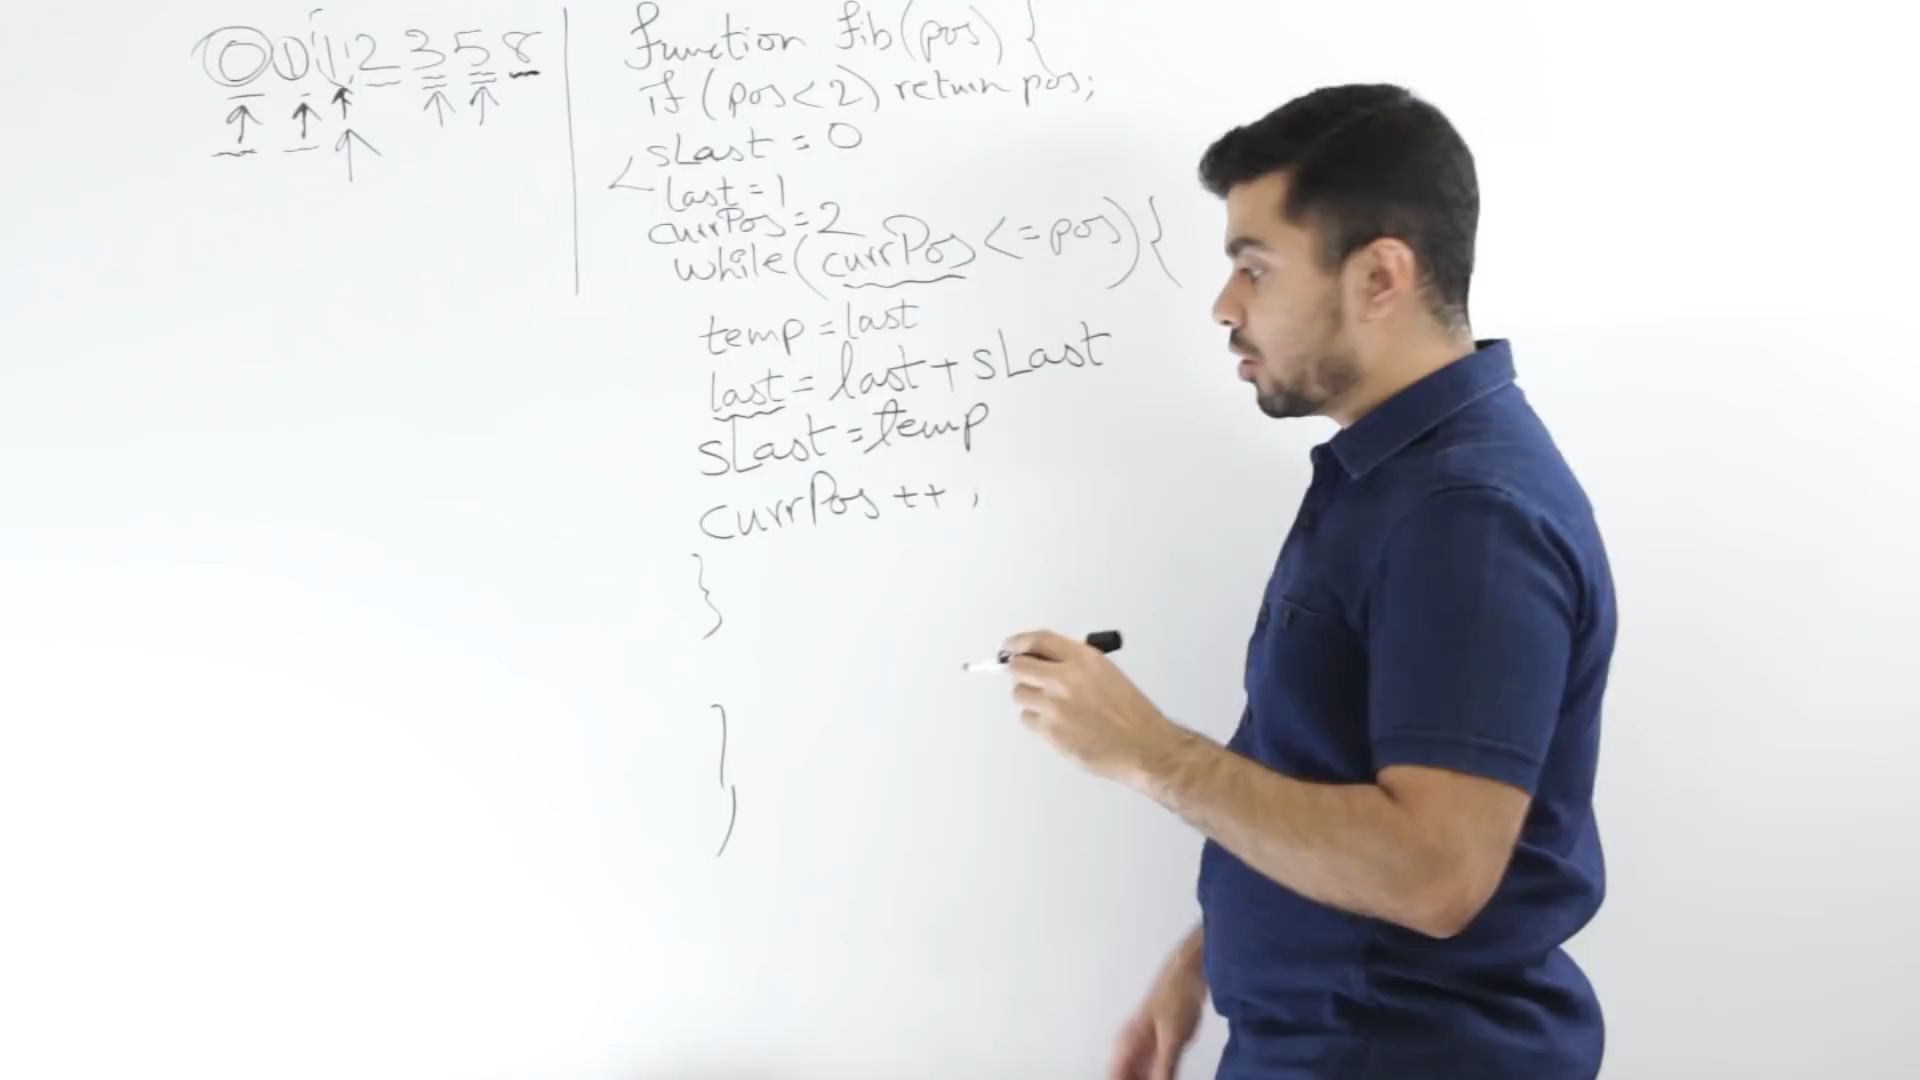 0 1 1 2 3 5 8
function fib(pos) {
if (pos<2) return pos;
sLast = 0
last = 1
currPos = 2
while (currPos <= pos) {
temp = last
last = last + sLast
sLast = temp
currPos ++ ;
}
}